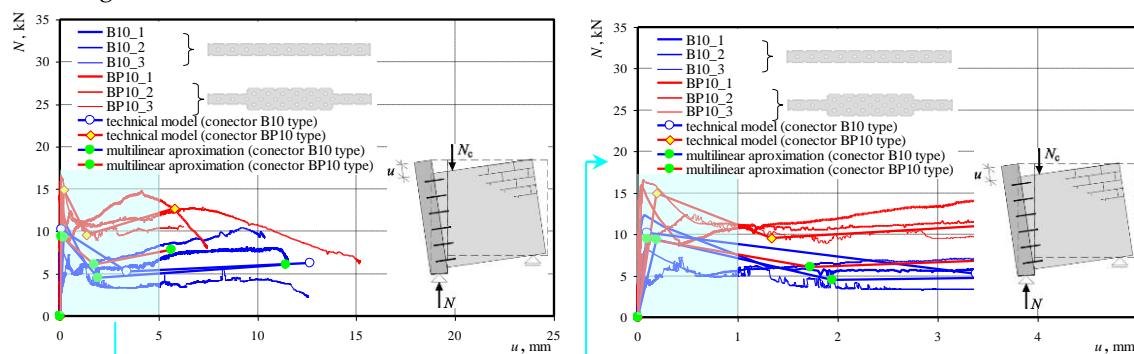 N, kN
35
30
25
20
15
10
5
0
B10_1
B10_2
B10_3
BP10_1
BP10_2
BP10_3
technical model (conector B10 type)
technical model (conector BP10 type)
multilinear aproximation (conector B10 type)
multilinear aproximation (conector BP10 type)
Nc
u
N
0 5 10 15 20 25
u, mm
N, kN
35
30
25
20
15
10
5
0
B10_1
B10_2
B10_3
BP10_1
BP10_2
BP10_3
technical model (conector B10 type)
technical model (conector BP10 type)
multilinear aproximation (conector B10 type)
multilinear aproximation (conector BP10 type)
Nc
u
N
0 1 2 3 4
u, mm